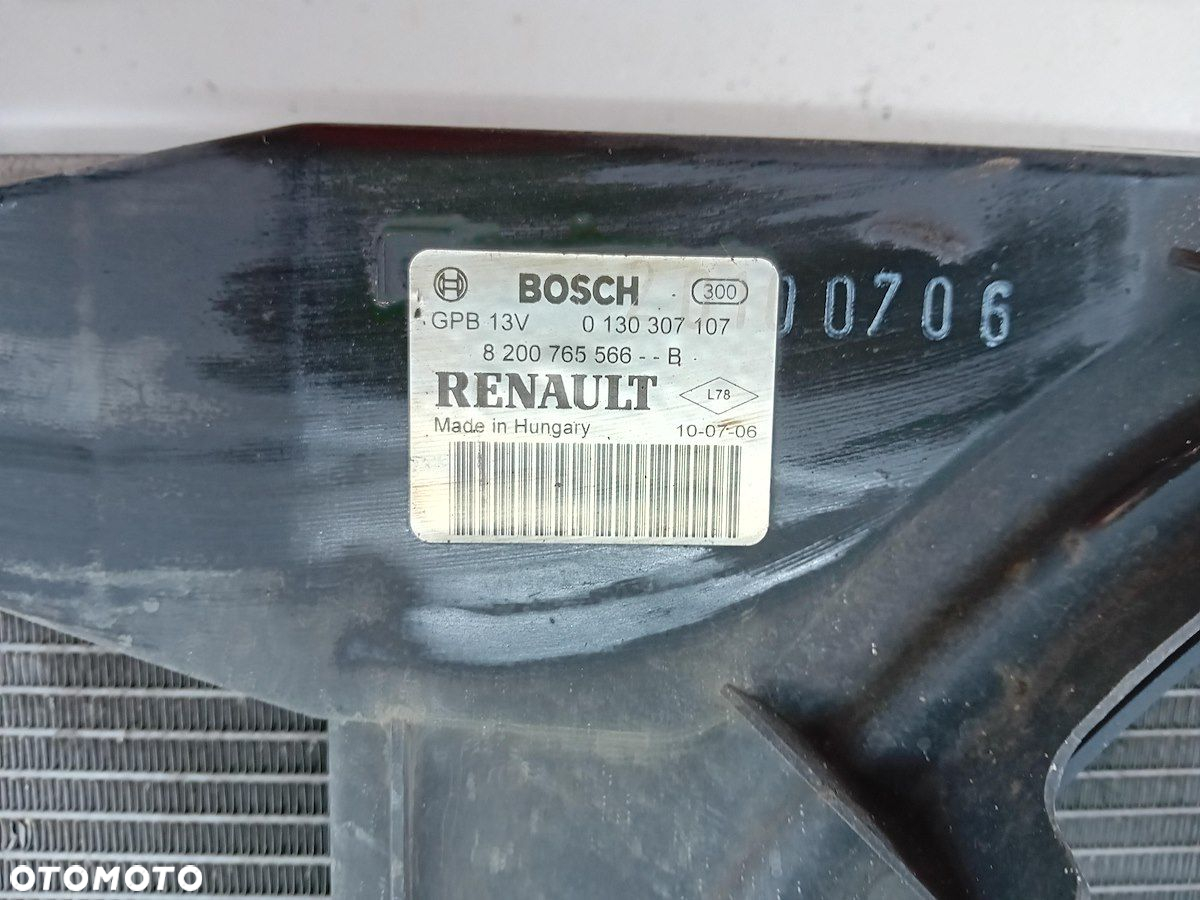 BOSCH 300
GPB 13V 0 130 307 107
8 200 765 566 - - B
RENAULT L78
Made in Hungary 10-07-06
00706
OTOMOTO